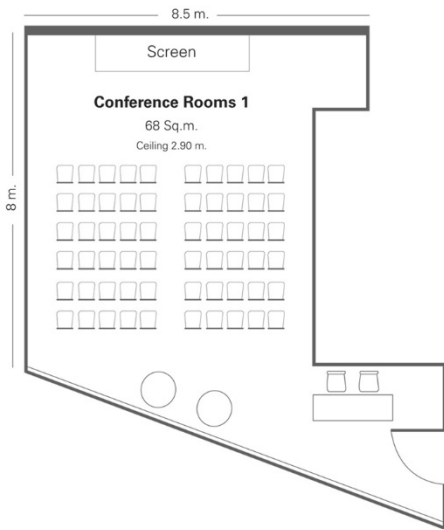 8.5 m.
Screen
Conference Rooms 1
68 Sq.m.
Ceiling 2.90 m.
8 m.